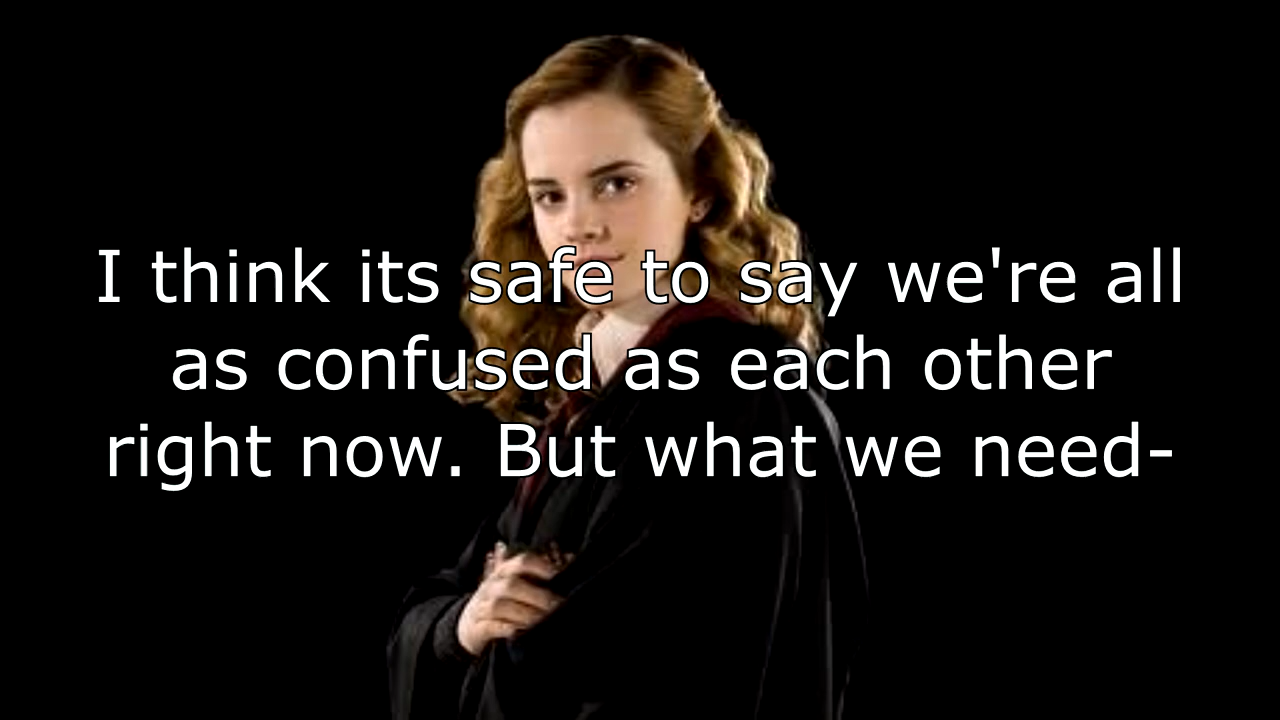 I think its safe to say we're all
as confused as each other
right now. But what we need-